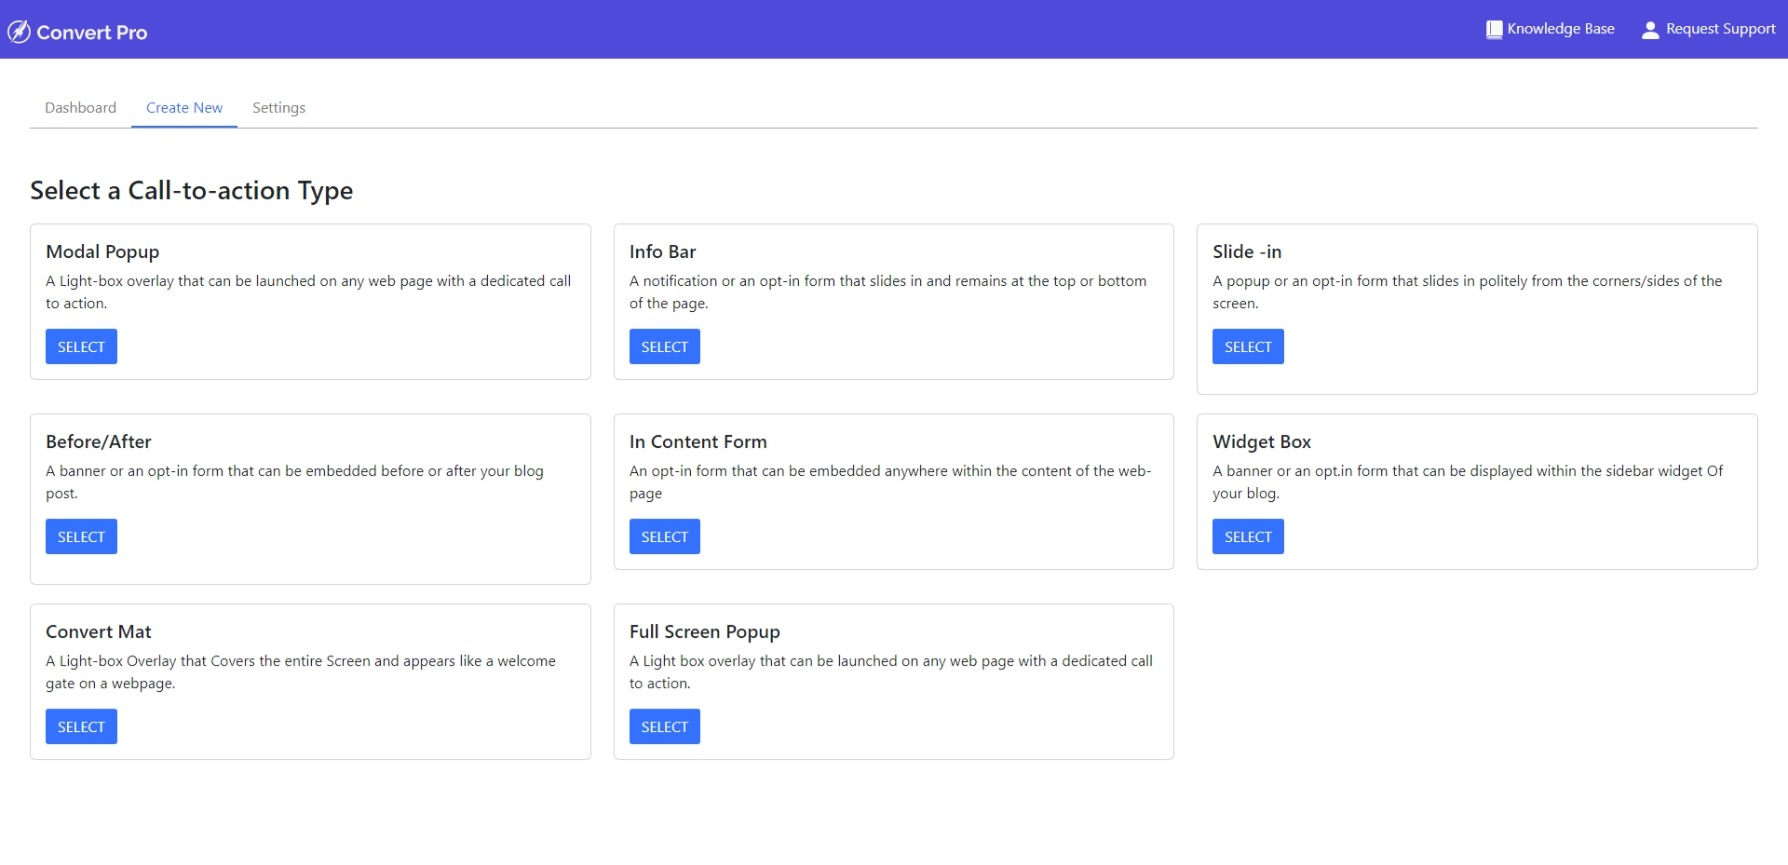 Convert Pro
Knowledge Base
Request Support
Dashboard
Create New
Settings
Select a Call-to-action Type
Modal Popup
A Light-box overlay that can be launched on any web page with a dedicated call
to action.
SELECT
Info Bar
A notification or an opt-in form that slides in and remains at the top or bottom
of the page.
SELECT
Slide -in
A popup or an opt-in form that slides in politely from the corners/sides of the
screen.
SELECT
Before/After
A banner or an opt-in form that can be embedded before or after your blog
post.
SELECT
In Content Form
An opt-in form that can be embedded anywhere within the content of the web-
page
SELECT
Widget Box
A banner or an opt.in form that can be displayed within the sidebar widget Of
your blog.
SELECT
Convert Mat
A Light-box Overlay that Covers the entire Screen and appears like a welcome
gate on a webpage.
SELECT
Full Screen Popup
A Light box overlay that can be launched on any web page with a dedicated call
to action.
SELECT